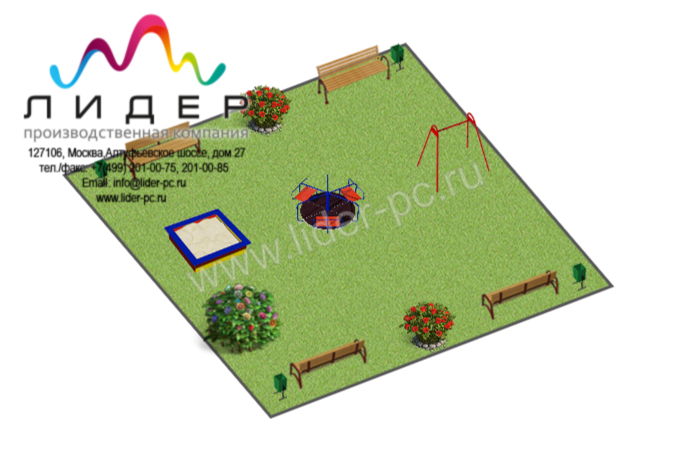 ЛИДЕР
производственная компания
127106, Москва,Алтуфьевское шоссе, дом 27
тел./факс: +7(499) 201-00-75, 201-00-85
Email: info@lider-pc.ru
www.lider-pc.ru
www.lider-pc.ru